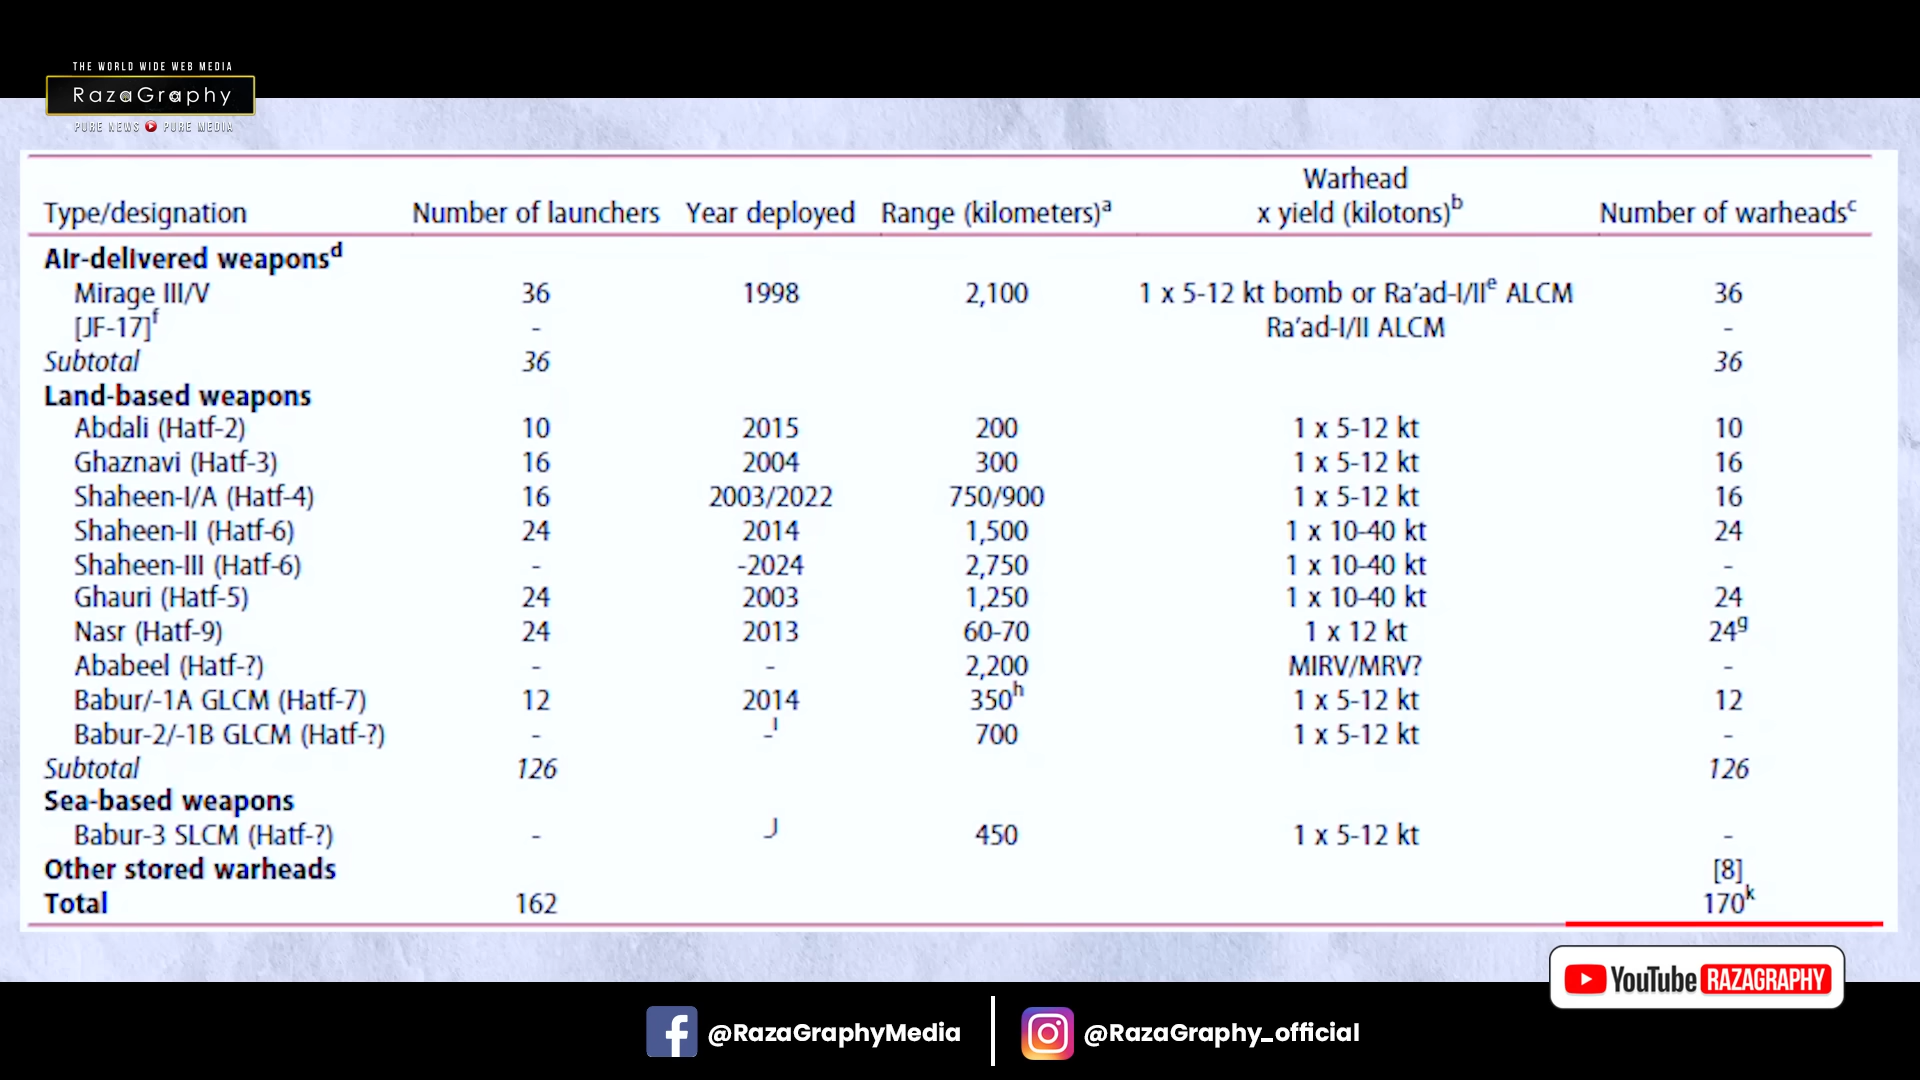 THE WORLD WIDE WEB MEDIA
RazaGraphy
PURE NEWS PURE MEDIA
Warhead
Type/designation Number of launchers Year deployed Range (kilometers)a x yield (kilotons)b Number of warheadsc
Air-delivered weaponsd
Mirage III/V 36 1998 2,100 1 x 5-12 kt bomb or Ra'ad-I/IIe ALCM 36
[JF-17]f - Ra'ad-I/II ALCM -
Subtotal 36 36
Land-based weapons
Abdali (Hatf-2) 10 2015 200 1 x 5-12 kt 10
Ghaznavi (Hatf-3) 16 2004 300 1 x 5-12 kt 16
Shaheen-I/A (Hatf-4) 16 2003/2022 750/900 1 x 5-12 kt 16
Shaheen-II (Hatf-6) 24 2014 1,500 1 x 10-40 kt 24
Shaheen-III (Hatf-6) - -2024 2,750 1 x 10-40 kt -
Ghauri (Hatf-5) 24 2003 1,250 1 x 10-40 kt 24
Nasr (Hatf-9) 24 2013 60-70 1 x 12 kt 24g
Ababeel (Hatf-?) - - 2,200 MIRV/MRV? -
Babur/-1A GLCM (Hatf-7) 12 2014 350h 1 x 5-12 kt 12
Babur-2/-1B GLCM (Hatf-?) - -i 700 1 x 5-12 kt -
Subtotal 126 126
Sea-based weapons
Babur-3 SLCM (Hatf-?) - -j 450 1 x 5-12 kt -
Other stored warheads [8]
Total 162 170k
YouTube RAZAGRAPHY
@RazaGraphyMedia @RazaGraphy_official